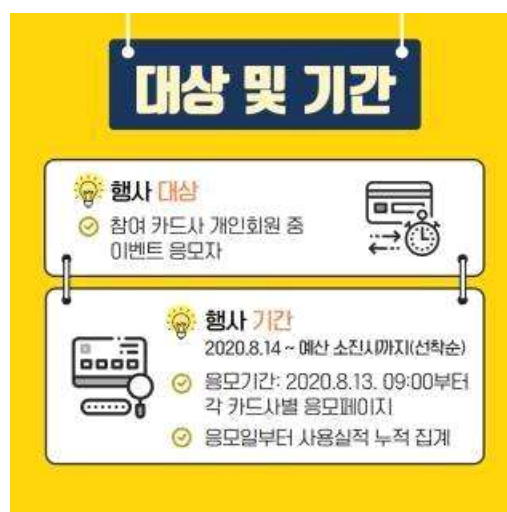 대상 및 기간
행사 대상
참여 카드사 개인회원 중
이벤트 응모자
행사 기간
2020.8.14 ~ 예산 소진시까지(선착순)
응모기간: 2020.8.13. 09:00부터
각 카드사별 응모페이지
응모일부터 사용실적 누적 집계